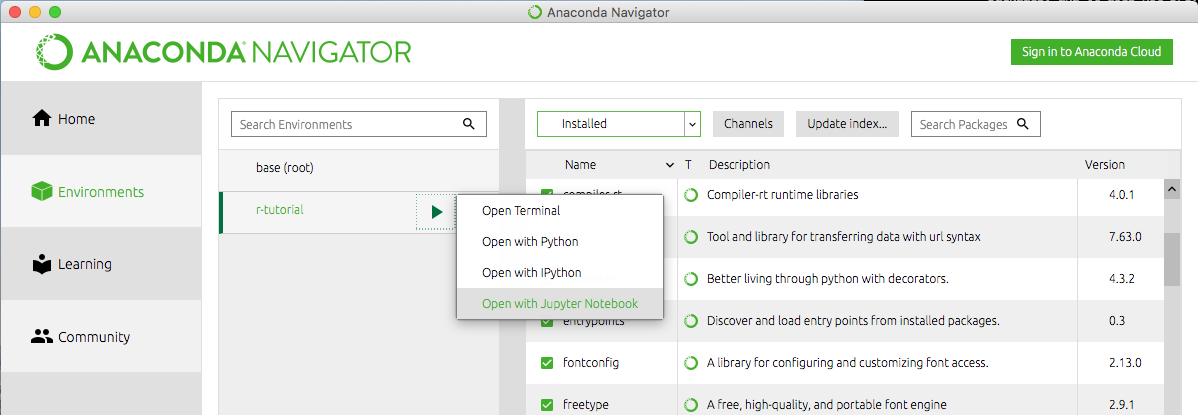 Anaconda Navigator
ANACONDA NAVIGATOR
Sign in to Anaconda Cloud
Home
Environments
Learning
Community
Search Environments
base (root)
r-tutorial
Open Terminal
Open with Python
Open with IPython
Open with Jupyter Notebook
Installed
Channels
Update index...
Search Packages
Name T Description Version
compiler-rt Compiler-rt runtime libraries 4.0.1
Tool and library for transferring data with url syntax 7.63.0
Better living through python with decorators. 4.3.2
entrypoints Discover and load entry points from installed packages. 0.3
fontconfig A library for configuring and customizing font access. 2.13.0
freetype A free, high-quality, and portable font engine 2.9.1